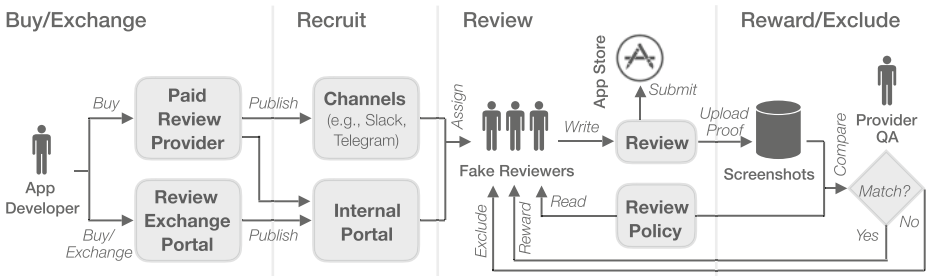 Buy/Exchange
Recruit
Review
Reward/Exclude
App
Developer
Buy
Buy/
Exchange
Paid
Review
Provider
Review
Exchange
Portal
Publish
Publish
Channels
(e.g., Slack,
Telegram)
Internal
Portal
Assign
Fake Reviewers
Write
App Store
Submit
Review
Read
Review
Policy
Exclude
Reward
Upload
Proof
Screenshots
Compare
Provider
QA
Match?
Yes
No